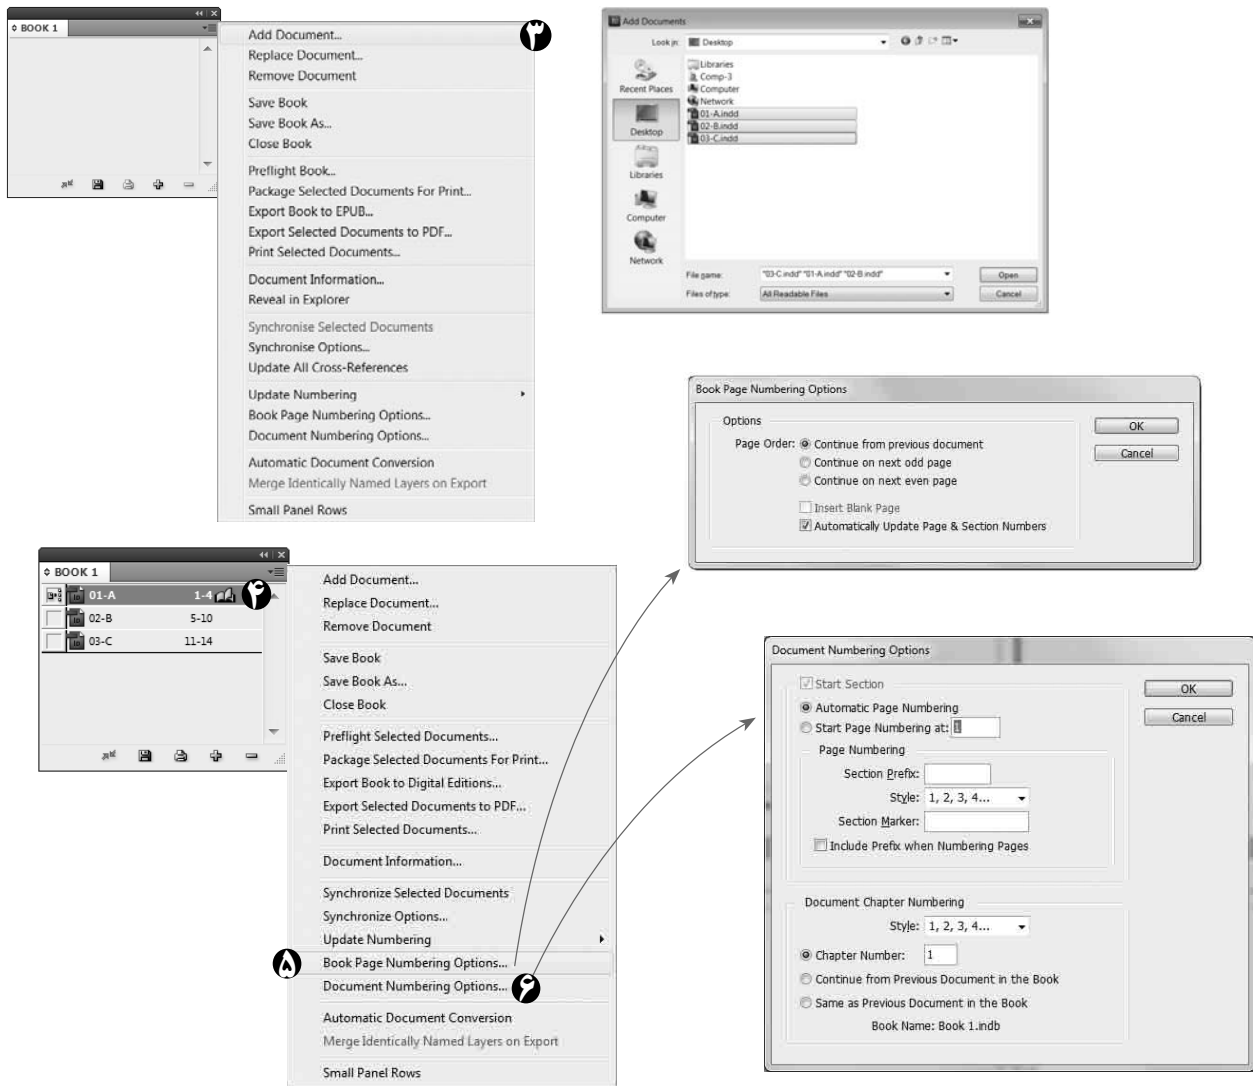 BOOK 1
Add Document...
۳
Replace Document...
Remove Document
Save Book
Save Book As...
Close Book
Preflight Book...
Package Selected Documents For Print...
Export Book to EPUB...
Export Selected Documents to PDF...
Print Selected Documents...
Document Information...
Reveal in Explorer
Synchronise Selected Documents
Synchronise Options...
Update All Cross-References
Update Numbering
Book Page Numbering Options...
Document Numbering Options...
Automatic Document Conversion
Merge Identically Named Layers on Export
Small Panel Rows
Add Documents
Look in: Desktop
Recent Places
Desktop
Libraries
Computer
Network
Libraries
Comp-3
Computer
Network
01-A.indd
02-B.indd
03-C.indd
File name: "03-C.indd" "01-A.indd" "02-B.indd"
Open
Files of type: All Readable Files
Cancel
Book Page Numbering Options
Options
Page Order: Continue from previous document
Continue on next odd page
Continue on next even page
Insert Blank Page
Automatically Update Page & Section Numbers
OK
Cancel
BOOK 1
01-A 1-4
۴
02-B 5-10
03-C 11-14
Add Document...
Replace Document...
Remove Document
Save Book
Save Book As...
Close Book
Preflight Selected Documents...
Package Selected Documents For Print...
Export Book to Digital Editions...
Export Selected Documents to PDF...
Print Selected Documents...
Document Information...
Synchronize Selected Documents
Synchronize Options...
Update Numbering
۵
Book Page Numbering Options...
Document Numbering Options...
۶
Automatic Document Conversion
Merge Identically Named Layers on Export
Small Panel Rows
Document Numbering Options
Start Section
Automatic Page Numbering
Start Page Numbering at: 1
Page Numbering
Section Prefix:
Style: 1, 2, 3, 4...
Section Marker:
Include Prefix when Numbering Pages
Document Chapter Numbering
Style: 1, 2, 3, 4...
Chapter Number: 1
Continue from Previous Document in the Book
Same as Previous Document in the Book
Book Name: Book 1.indb
OK
Cancel